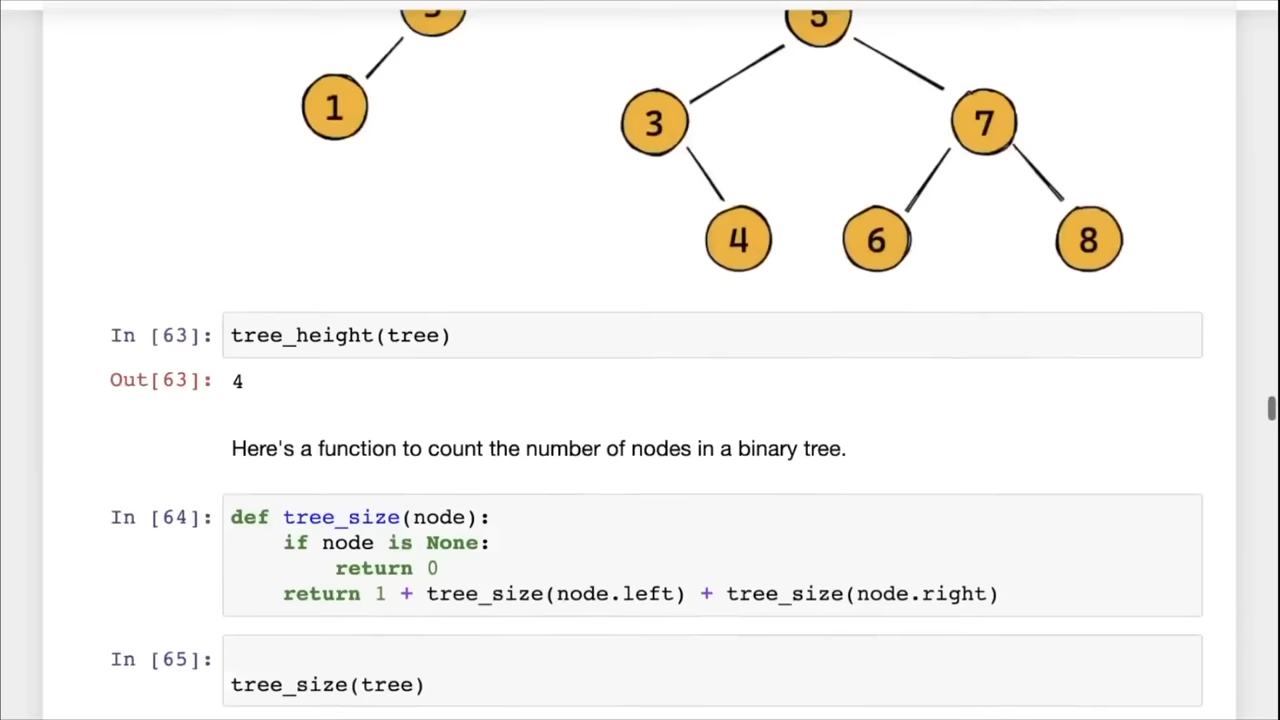 5
1
3
7
4
6
8
In [63]: tree_height(tree)
Out[63]: 4
Here's a function to count the number of nodes in a binary tree.
In [64]: def tree_size(node):
    if node is None:
        return 0
    return 1 + tree_size(node.left) + tree_size(node.right)
In [65]:
tree_size(tree)